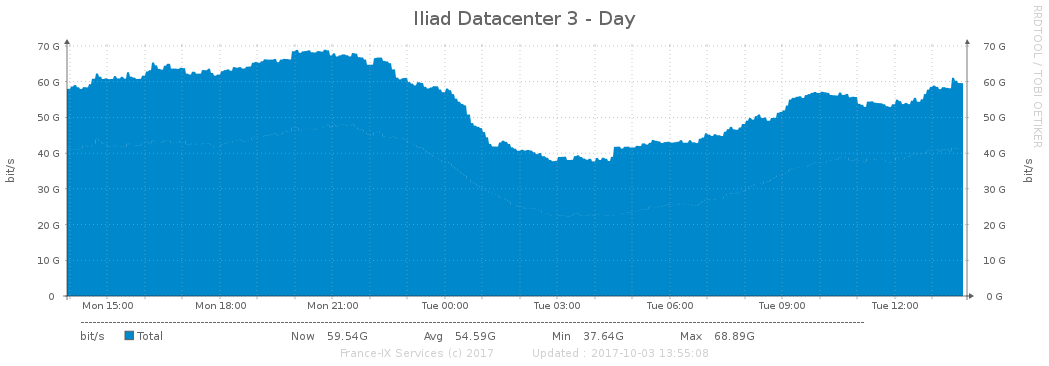 Iliad Datacenter 3 - Day
RRDTOOL / TOBI OETIKER
bit/s
70 G 70 G
60 G 60 G
50 G 50 G
40 G 40 G
30 G 30 G
20 G 20 G
10 G 10 G
0 0 G
bit/s
Mon 15:00 Mon 18:00 Mon 21:00 Tue 00:00 Tue 03:00 Tue 06:00 Tue 09:00 Tue 12:00
bit/s Total Now 59.54G Avg 54.59G Min 37.64G Max 68.89G
France-IX Services (c) 2017 Updated : 2017-10-03 13:55:08